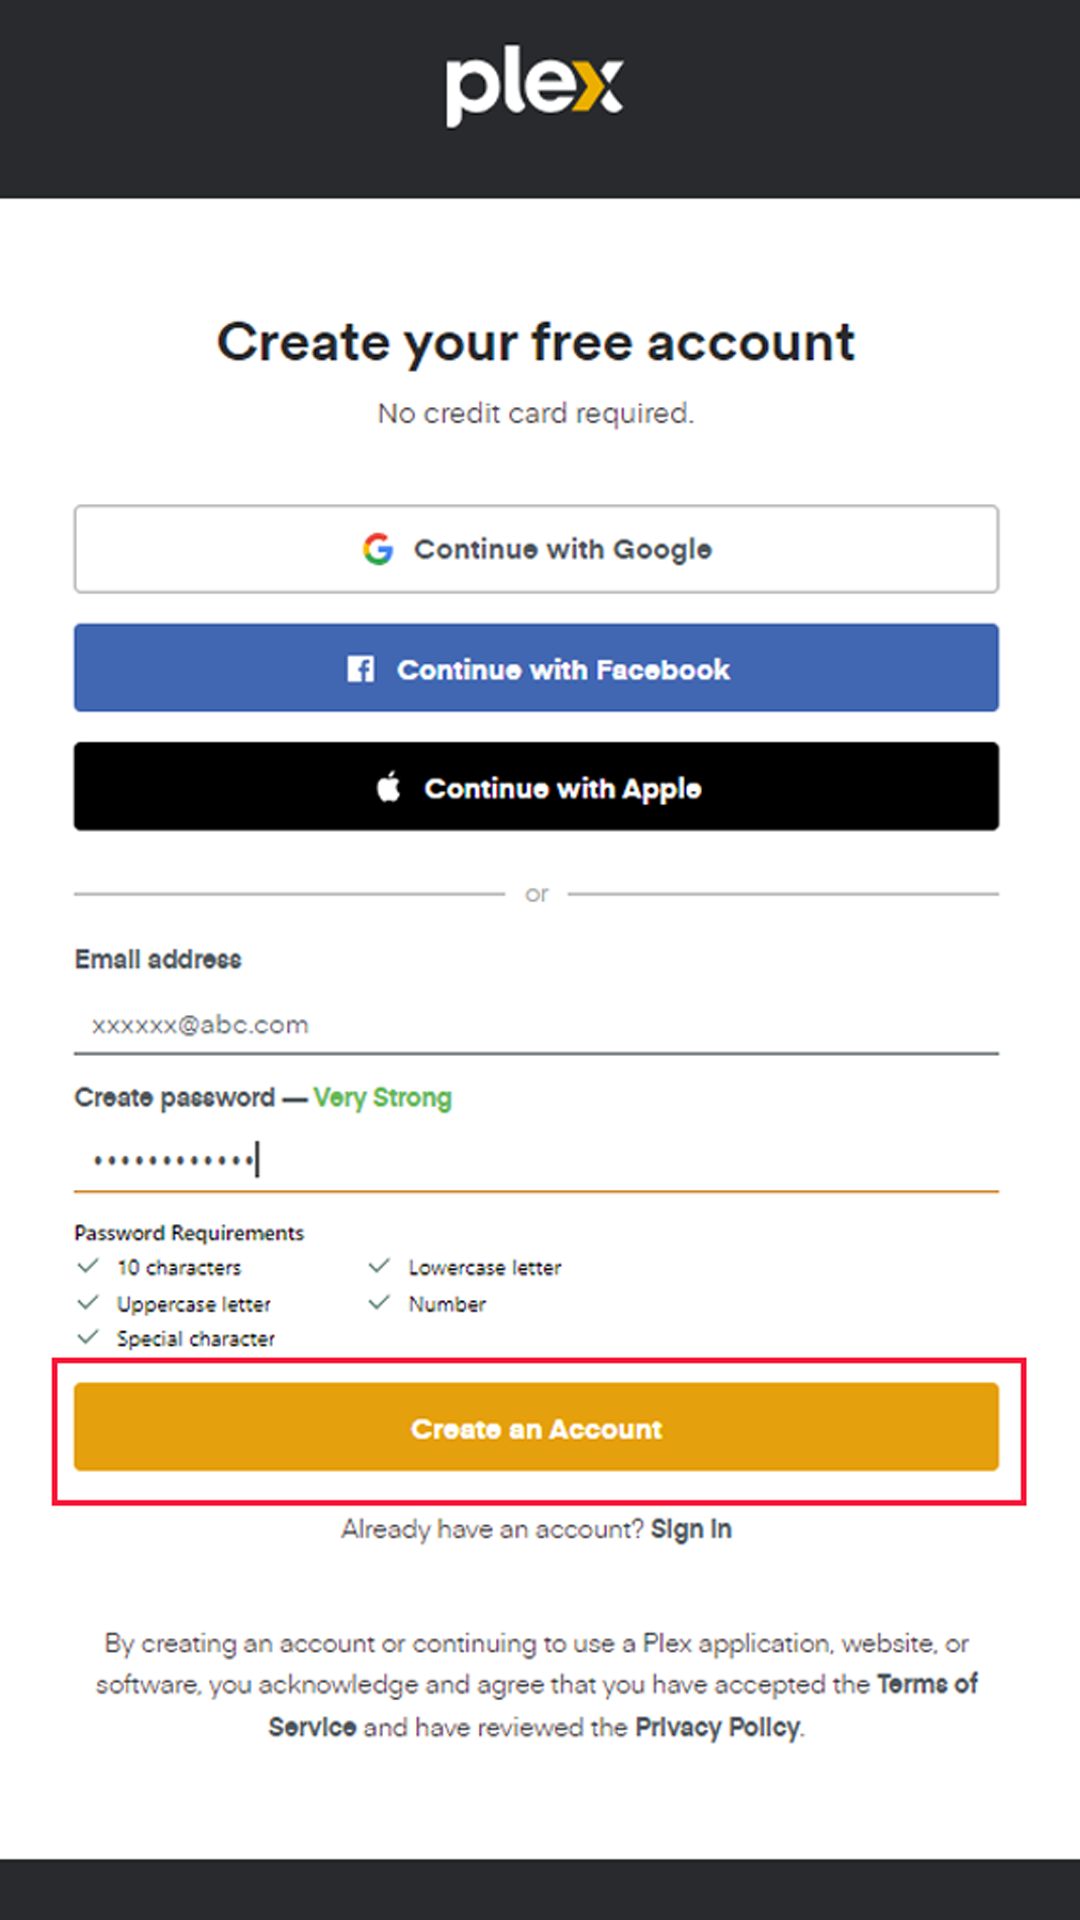 plex
Create your free account
No credit card required.
Continue with Google
Continue with Facebook
Continue with Apple
or
Email address
xxxxxx@abc.com
Create password — Very Strong
••••••••••••
Password Requirements
10 characters
Lowercase letter
Uppercase letter
Number
Special character
Create an Account
Already have an account? Sign In
By creating an account or continuing to use a Plex application, website, or
software, you acknowledge and agree that you have accepted the Terms of
Service and have reviewed the Privacy Policy.